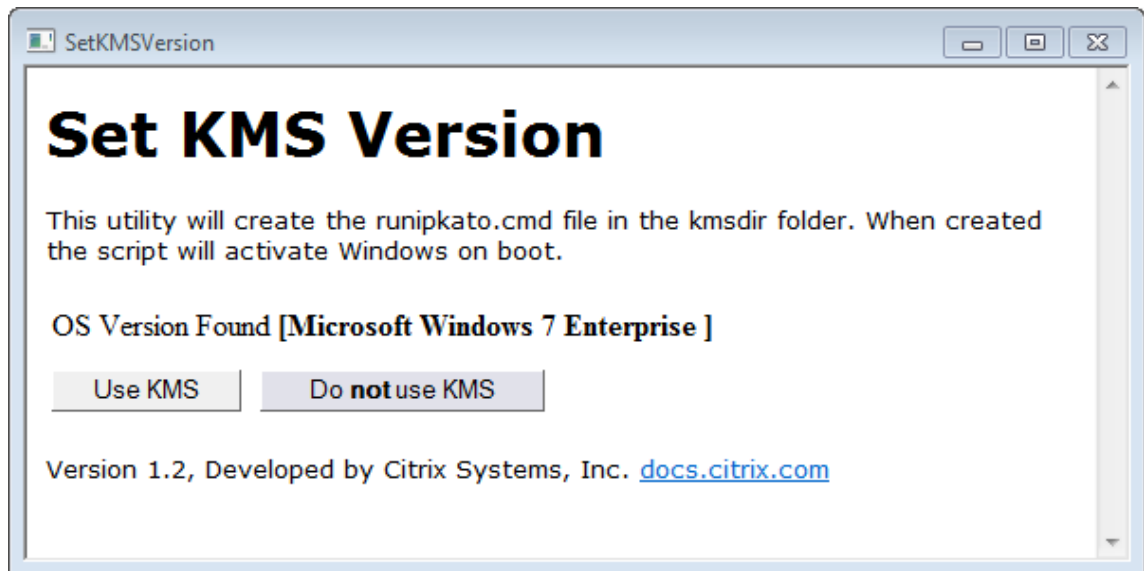 SetKMSVersion
Set KMS Version
This utility will create the runipkato.cmd file in the kmsdir folder. When created
the script will activate Windows on boot.
OS Version Found [Microsoft Windows 7 Enterprise ]
Use KMS Do not use KMS
Version 1.2, Developed by Citrix Systems, Inc. docs.citrix.com